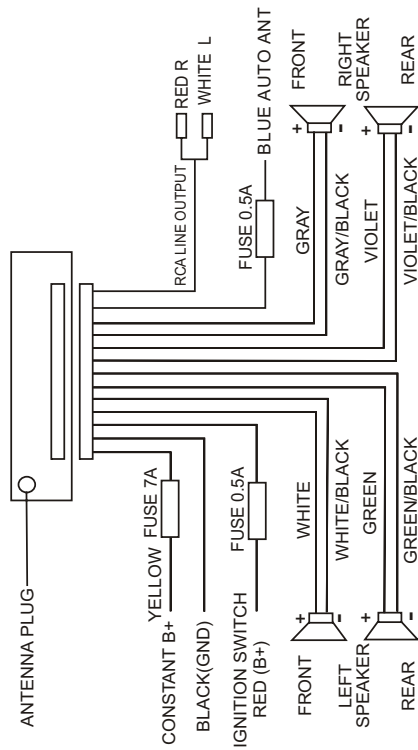 ANTENNA PLUG
RCA LINE OUTPUT
RED R
WHITE L
FUSE 0.5A
BLUE AUTO ANT
FRONT
GRAY
GRAY/BLACK
RIGHT
SPEAKER
VIOLET
VIOLET/BLACK
REAR
+
-
+
-
CONSTANT B+
YELLOW FUSE 7A
BLACK(GND)
IGNITION SWITCH
RED (B+)
FUSE 0.5A
FRONT
WHITE
WHITE/BLACK
LEFT
SPEAKER
GREEN
GREEN/BLACK
REAR
+
-
+
-